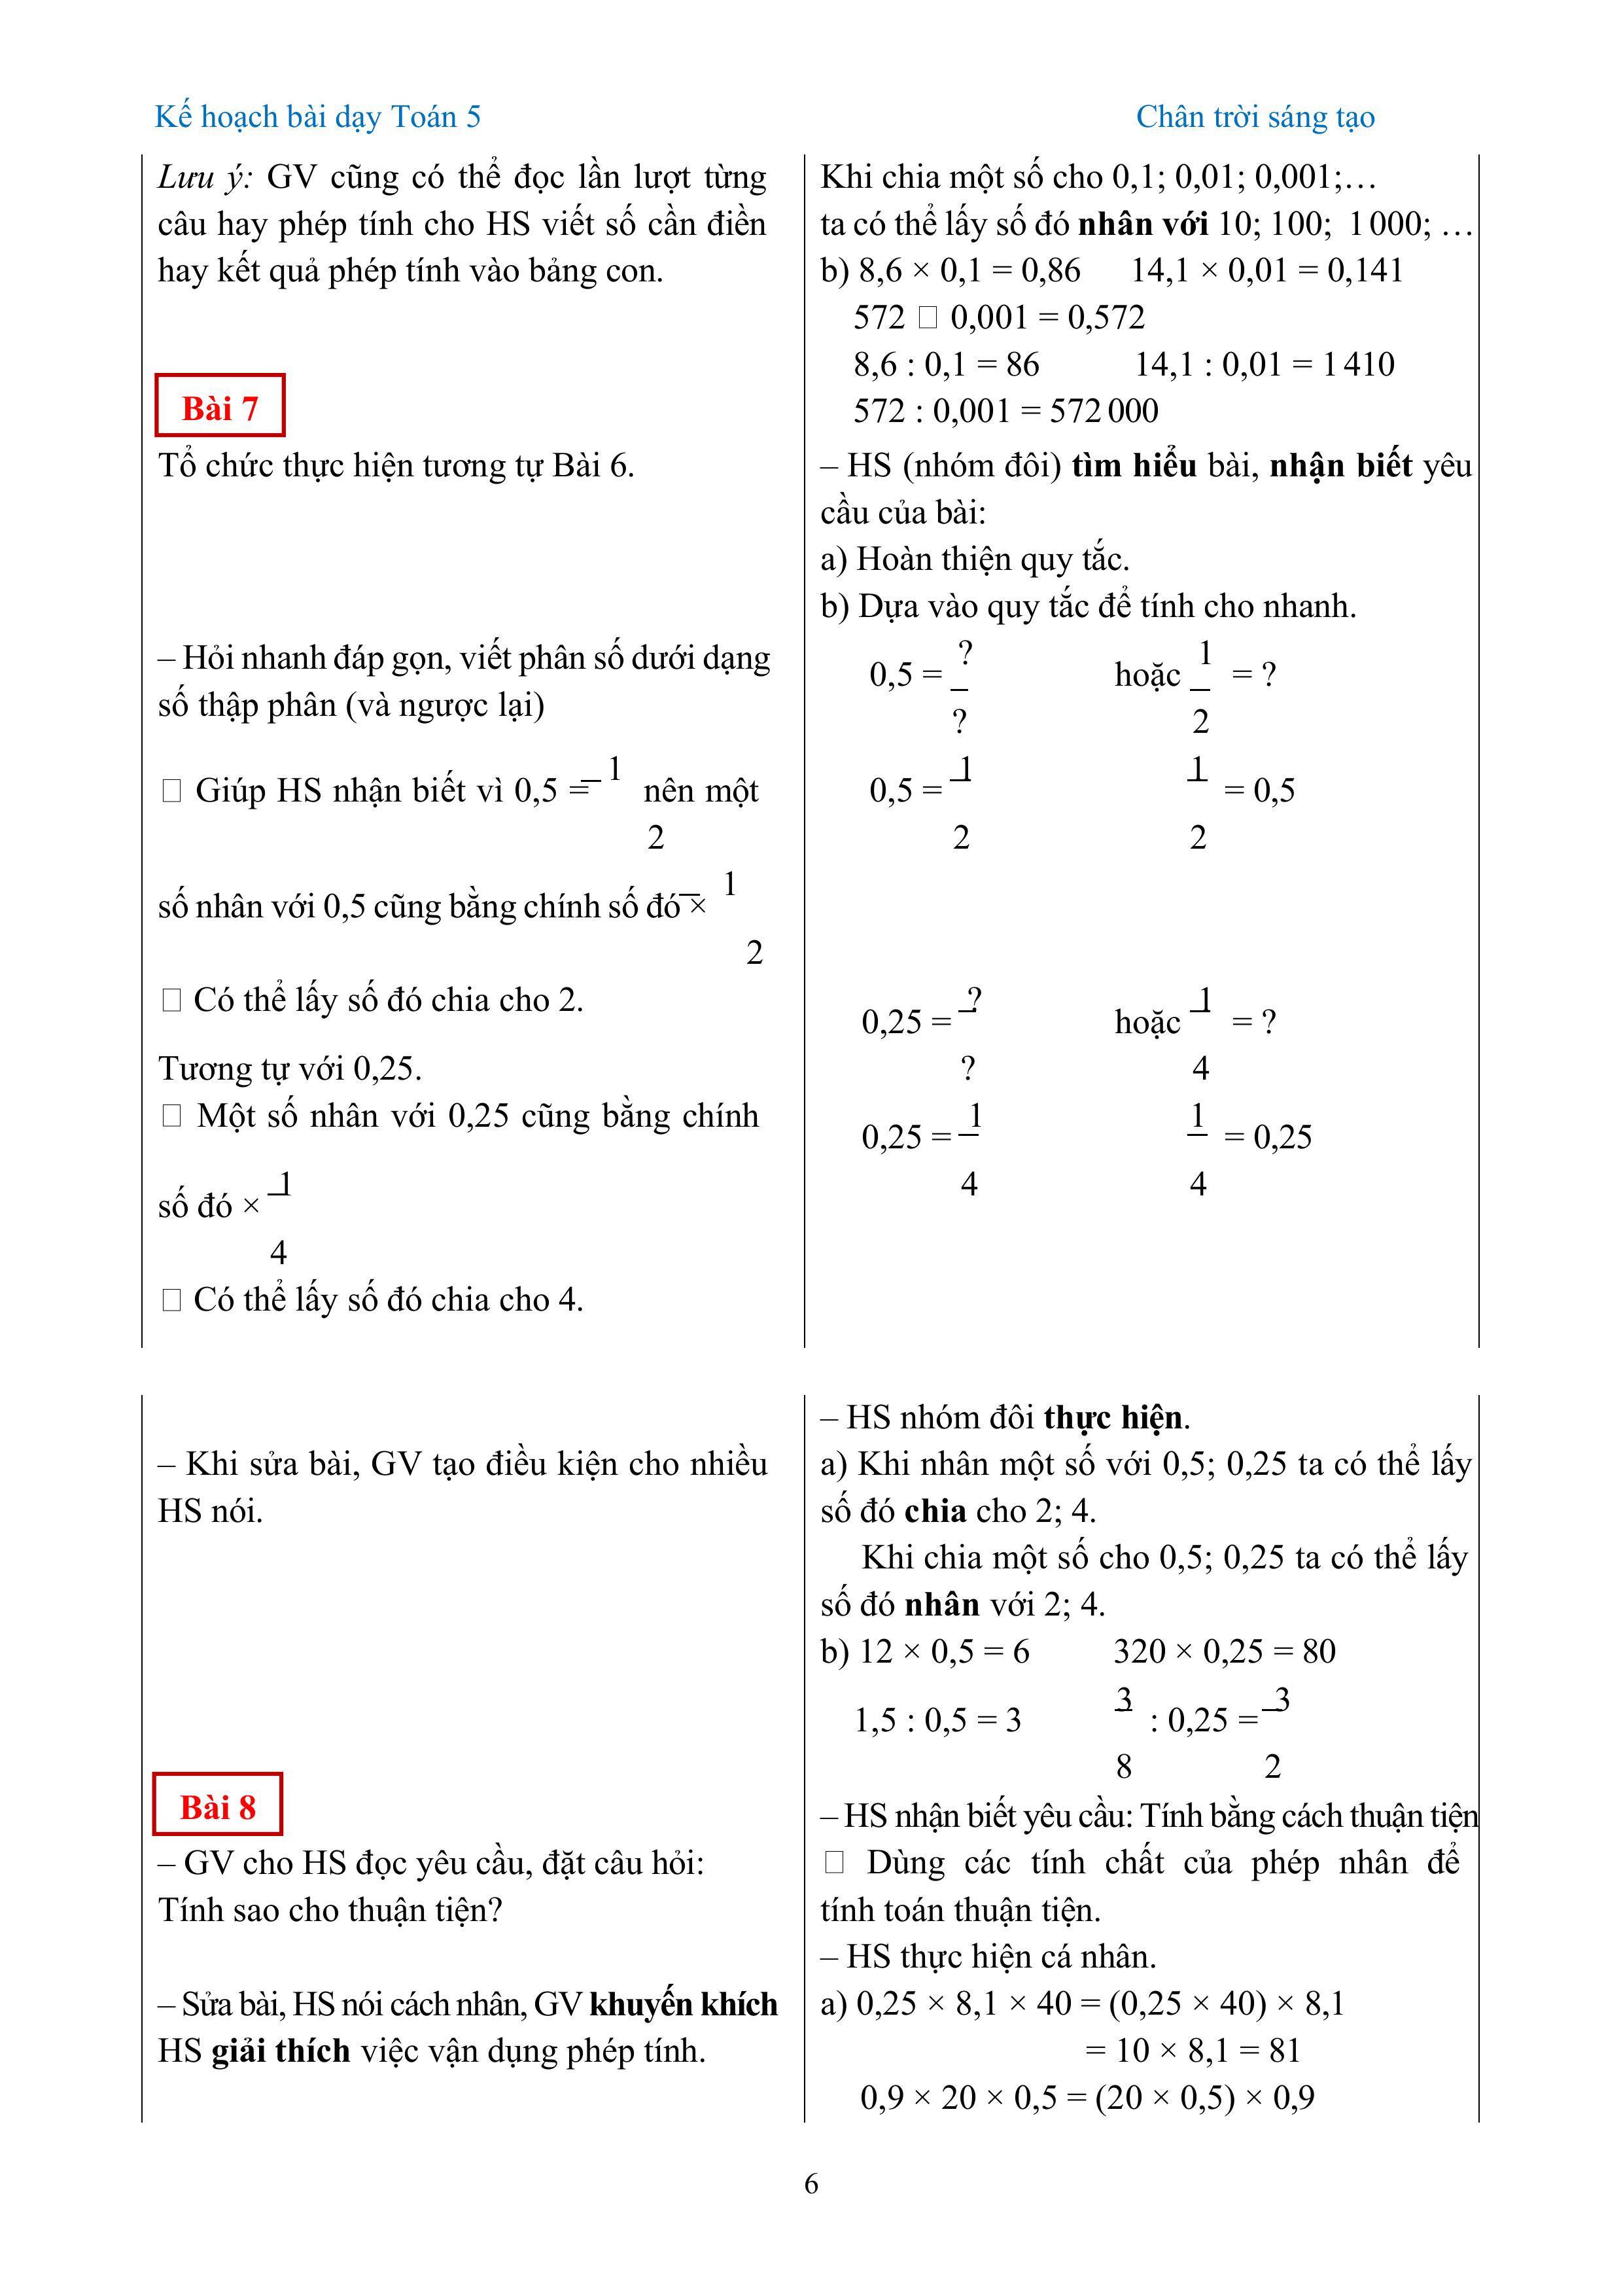 Kế hoạch bài dạy Toán 5
Chân trời sáng tạo
Lưu ý: GV cũng có thể đọc lần lượt từng
câu hay phép tính cho HS viết số cần điền
hay kết quả phép tính vào bảng con.
Bài 7
Tổ chức thực hiện tương tự Bài 6.
– Hỏi nhanh đáp gọn, viết phân số dưới dạng
số thập phân (và ngược lại)
□ Giúp HS nhận biết vì 0,5 = 1/2 nên một
số nhân với 0,5 cũng bằng chính số đó × 1/2
□ Có thể lấy số đó chia cho 2.
Tương tự với 0,25.
□ Một số nhân với 0,25 cũng bằng chính
số đó × 1/4
□ Có thể lấy số đó chia cho 4.
Khi chia một số cho 0,1; 0,01; 0,001;…
ta có thể lấy số đó nhân với 10; 100; 1 000; …
b) 8,6 × 0,1 = 0,86 14,1 × 0,01 = 0,141
572 □ 0,001 = 0,572
8,6 : 0,1 = 86 14,1 : 0,01 = 1 410
572 : 0,001 = 572 000
– HS (nhóm đôi) tìm hiểu bài, nhận biết yêu
cầu của bài:
a) Hoàn thiện quy tắc.
b) Dựa vào quy tắc để tính cho nhanh.
0,5 = ?/? hoặc 1/2 = ?
0,5 = 1/2 1/2 = 0,5
0,25 = ?/? hoặc 1/4 = ?
0,25 = 1/4 1/4 = 0,25
– Khi sửa bài, GV tạo điều kiện cho nhiều
HS nói.
Bài 8
– GV cho HS đọc yêu cầu, đặt câu hỏi:
Tính sao cho thuận tiện?
– Sửa bài, HS nói cách nhân, GV khuyến khích
HS giải thích việc vận dụng phép tính.
– HS nhóm đôi thực hiện.
a) Khi nhân một số với 0,5; 0,25 ta có thể lấy
số đó chia cho 2; 4.
Khi chia một số cho 0,5; 0,25 ta có thể lấy
số đó nhân với 2; 4.
b) 12 × 0,5 = 6 320 × 0,25 = 80
1,5 : 0,5 = 3 3/8 : 0,25 = 3/2
– HS nhận biết yêu cầu: Tính bằng cách thuận tiện
□ Dùng các tính chất của phép nhân để
tính toán thuận tiện.
– HS thực hiện cá nhân.
a) 0,25 × 8,1 × 40 = (0,25 × 40) × 8,1
= 10 × 8,1 = 81
0,9 × 20 × 0,5 = (20 × 0,5) × 0,9
6